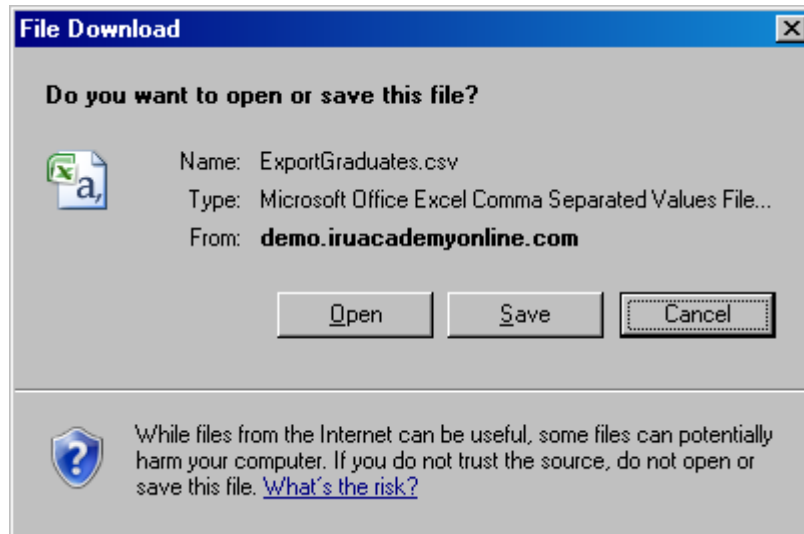 File Download
Do you want to open or save this file?
Name: ExportGraduates.csv
Type: Microsoft Office Excel Comma Separated Values File...
From: demo.iruacademyonline.com
Open Save Cancel
While files from the Internet can be useful, some files can potentially
harm your computer. If you do not trust the source, do not open or
save this file. What's the risk?